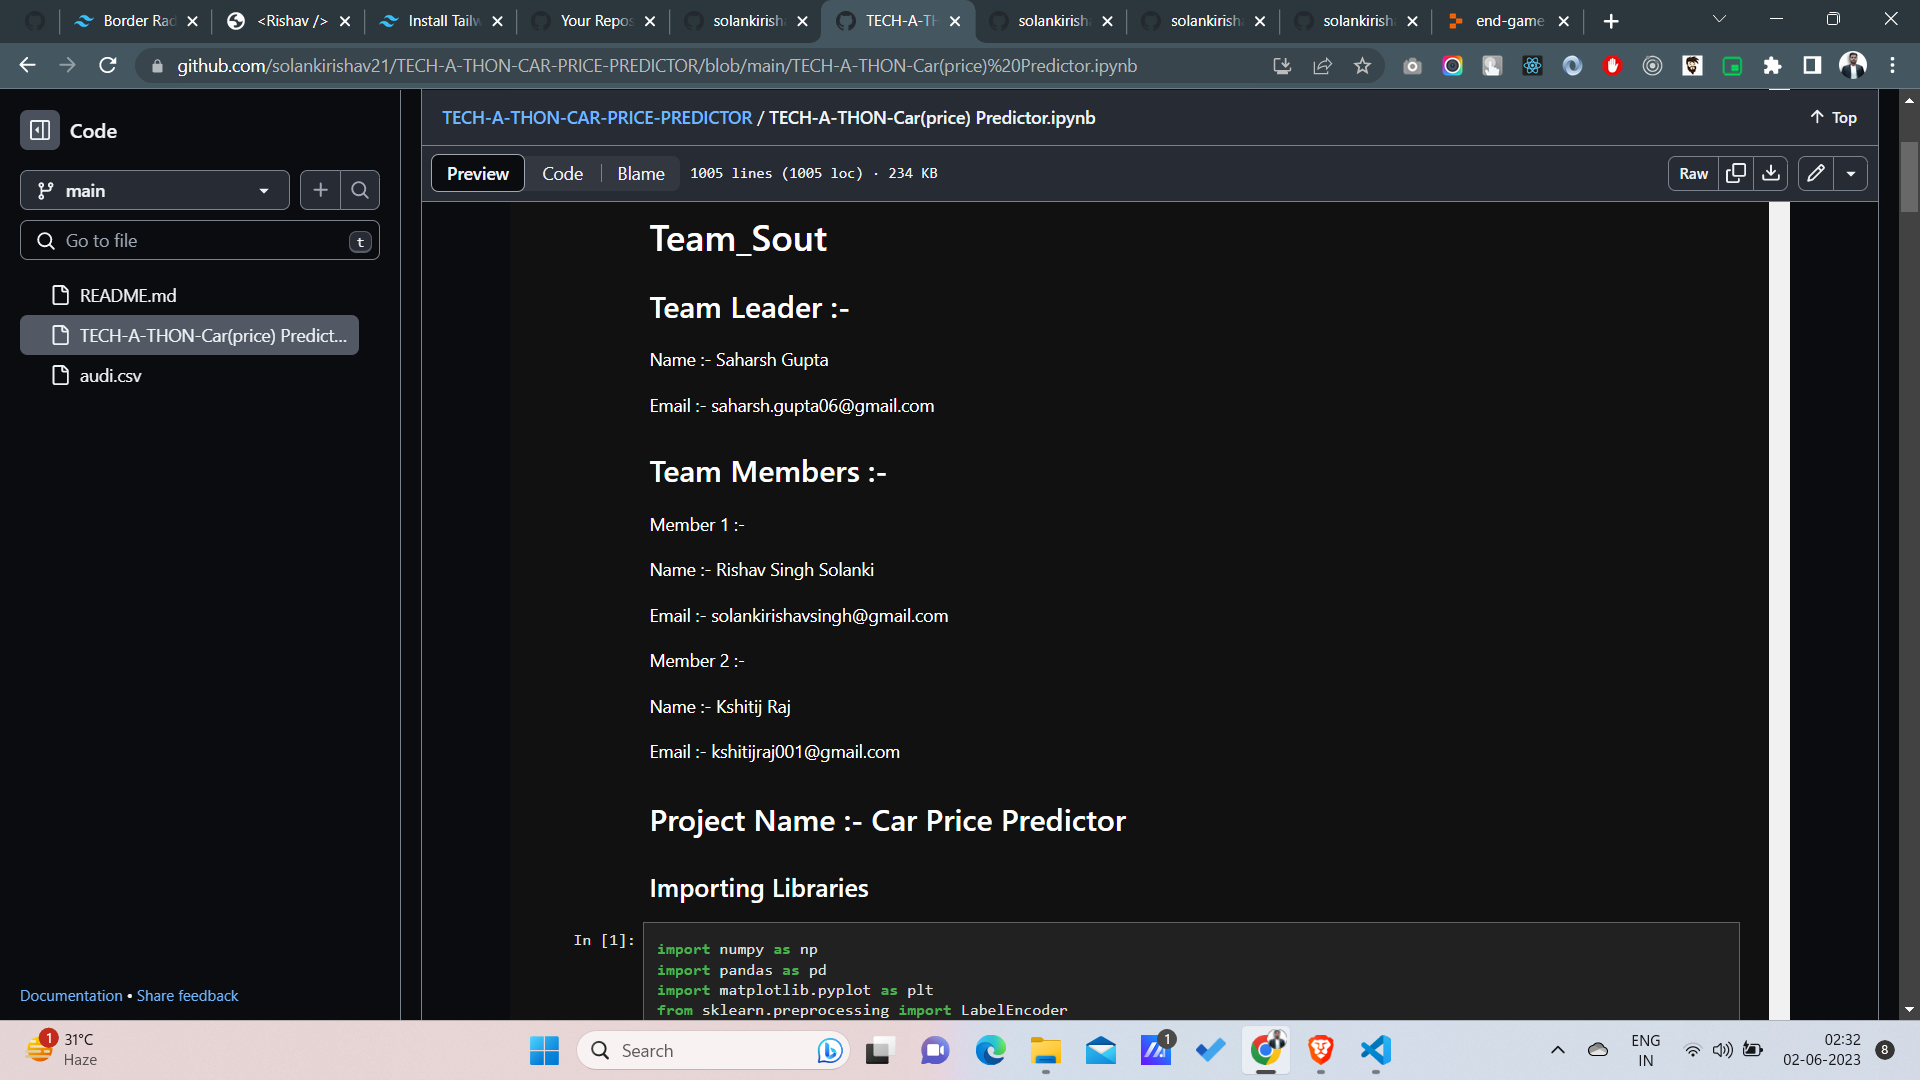 Border Rad
<Rishav />
Install Tailw
Your Repos
solankirish
TECH-A-TH
solankirish
solankirish
solankirish
end-game
github.com/solankirishav21/TECH-A-THON-CAR-PRICE-PREDICTOR/blob/main/TECH-A-THON-Car(price)%20Predictor.ipynb
Code
main
Go to file
t
README.md
TECH-A-THON-Car(price) Predict...
audi.csv
Documentation • Share feedback
TECH-A-THON-CAR-PRICE-PREDICTOR / TECH-A-THON-Car(price) Predictor.ipynb
Top
Preview
Code
Blame
1005 lines (1005 loc) · 234 KB
Raw
Team_Sout
Team Leader :-
Name :- Saharsh Gupta
Email :- saharsh.gupta06@gmail.com
Team Members :-
Member 1 :-
Name :- Rishav Singh Solanki
Email :- solankirishavsingh@gmail.com
Member 2 :-
Name :- Kshitij Raj
Email :- kshitijraj001@gmail.com
Project Name :- Car Price Predictor
Importing Libraries
In [1]:
import numpy as np
import pandas as pd
import matplotlib.pyplot as plt
from sklearn.preprocessing import LabelEncoder
1
31°C
Haze
Search
1
ENG
IN
02:32
02-06-2023
8